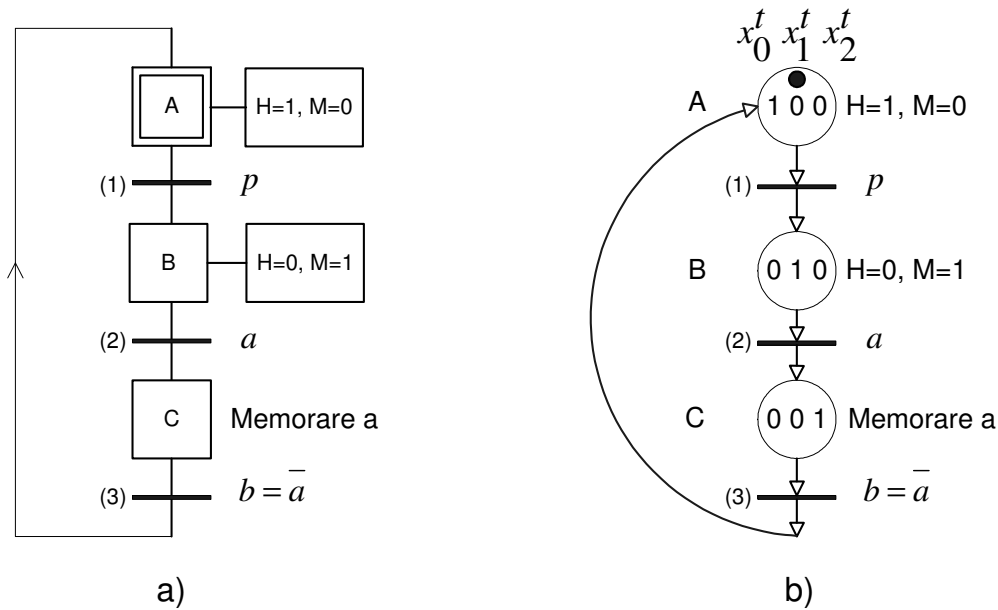 A
H=1, M=0
(1)
p
B
H=0, M=1
(2)
a
C
Memorare a
(3)
b = a̅
a)
x₀ᵗ x₁ᵗ x₂ᵗ
A
1 0 0
H=1, M=0
(1)
p
B
0 1 0
H=0, M=1
(2)
a
C
0 0 1
Memorare a
(3)
b = a̅
b)